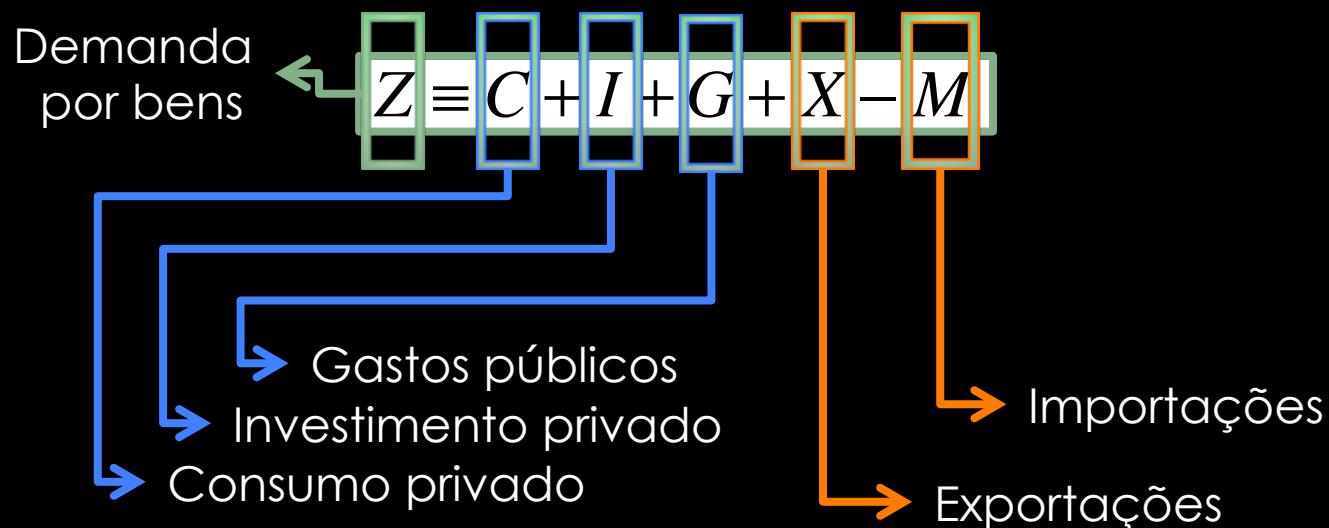 Demanda
por bens
Z ≡ C + I + G + X − M
Gastos públicos
Investimento privado
Importações
Consumo privado
Exportações